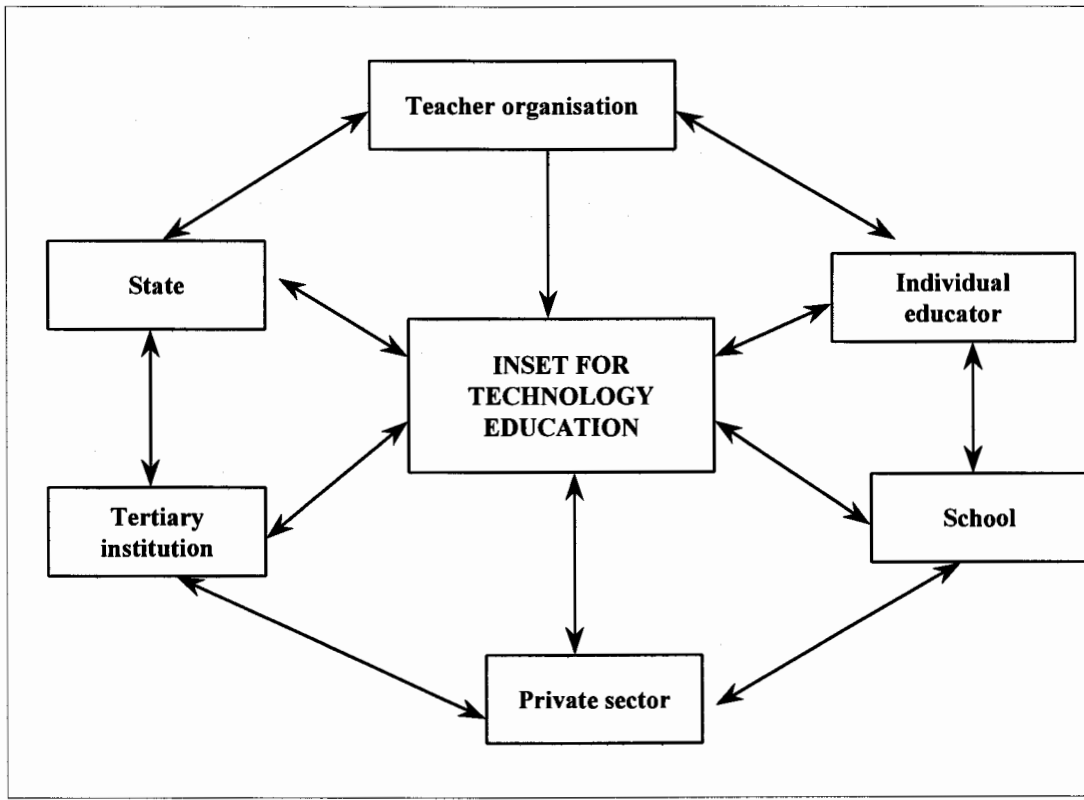 Teacher organisation
State
Individual
educator
INSET FOR
TECHNOLOGY
EDUCATION
Tertiary
institution
School
Private sector